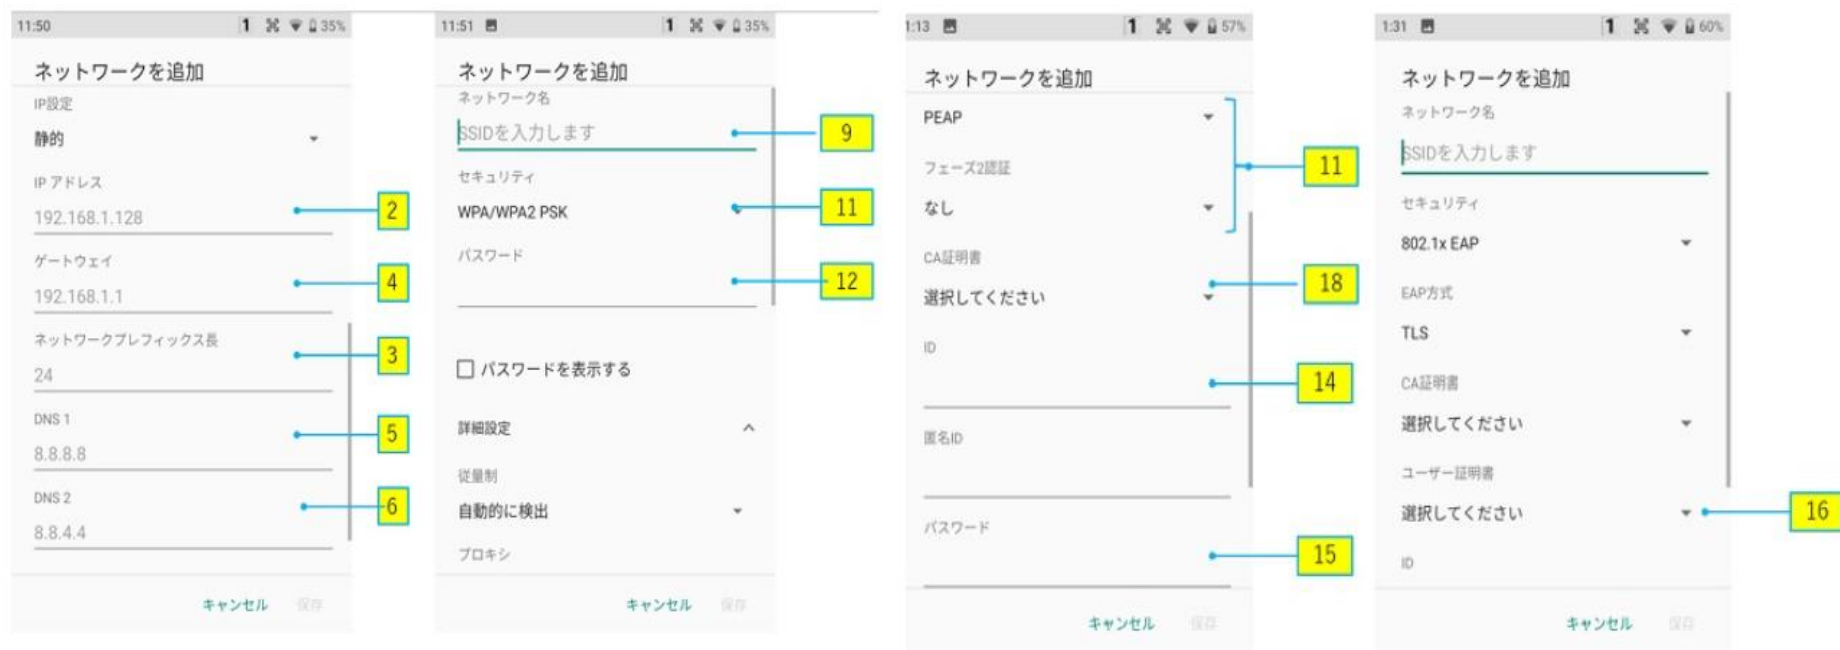 11:50 1 35%
ネットワークを追加
IP設定
静的
IP アドレス
192.168.1.128
2
ゲートウェイ
4
192.168.1.1
ネットワークプレフィックス長
3
24
DNS 1
5
8.8.8.8
DNS 2
6
8.8.4.4
キャンセル 保存
11:51 1 35%
ネットワークを追加
ネットワーク名
SSIDを入力します
9
セキュリティ
WPA/WPA2 PSK
11
パスワード
12
パスワードを表示する
詳細設定
従量制
自動的に検出
プロキシ
キャンセル 保存
1:13 1 57%
ネットワークを追加
PEAP
フェーズ2認証
11
なし
CA証明書
18
選択してください
ID
14
匿名ID
パスワード
15
キャンセル 保存
1:31 1 60%
ネットワークを追加
ネットワーク名
SSIDを入力します
セキュリティ
802.1x EAP
EAP方式
TLS
CA証明書
選択してください
ユーザー証明書
選択してください
16
ID
キャンセル 保存